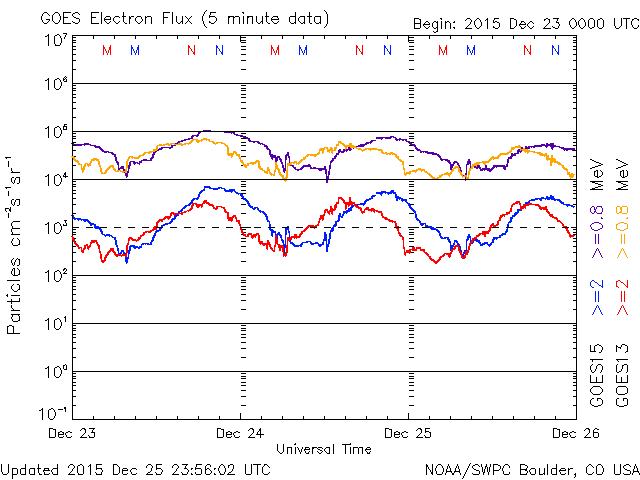 GOES Electron Flux (5 minute data)
Begin: 2015 Dec 23 0000 UTC
10⁷
M M N N M M N N M M N N
10⁶
10⁵
10⁴
10³
10²
10¹
10⁰
10⁻¹
Particles cm⁻²s⁻¹sr⁻¹
Dec 23 Dec 24 Dec 25 Dec 26
Universal Time
GOES15 >=2 >=0.8 MeV
GOES13 >=2 >=0.8 MeV
Updated 2015 Dec 25 23:56:02 UTC
NOAA/SWPC Boulder, CO USA